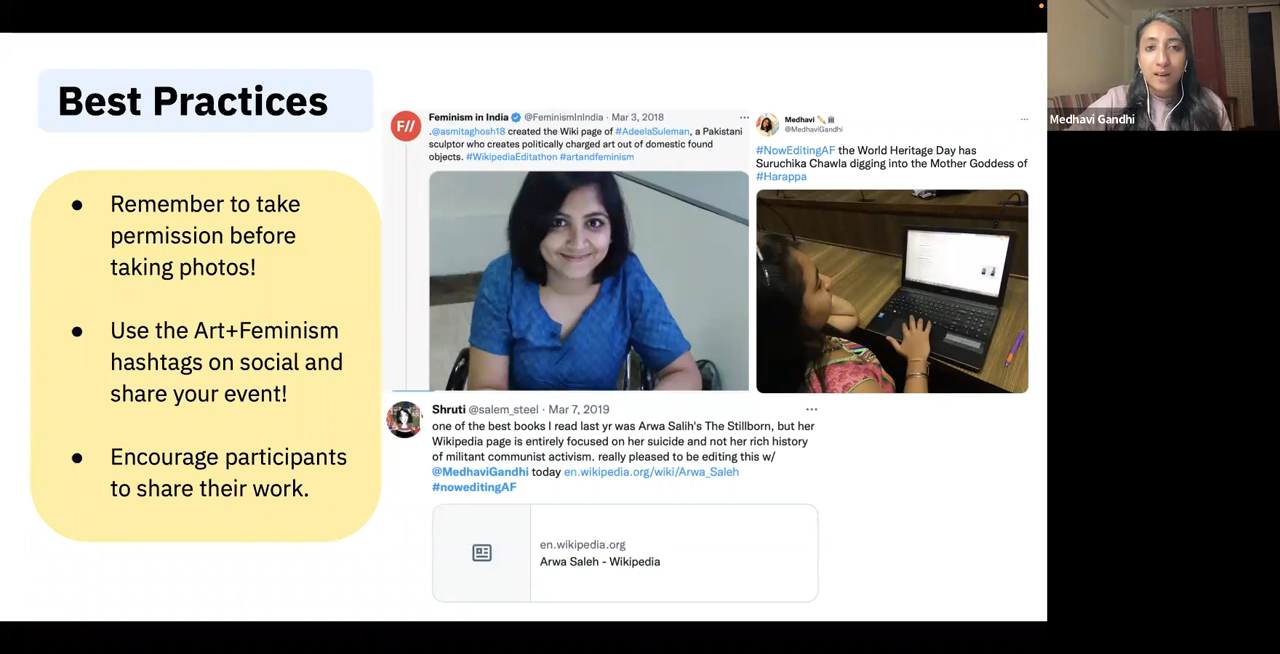 Best Practices
● Remember to take
permission before
taking photos!
● Use the Art+Feminism
hashtags on social and
share your event!
● Encourage participants
to share their work.
F//
Feminism in India @FeminismInIndia · Mar 3, 2018
.@asmitaghosh18 created the Wiki page of #AdeelaSuleman, a Pakistani
sculptor who creates politically charged art out of domestic found
objects. #WikipediaEditathon #artandfeminism
Medhavi
@MedhaviGandhi
#NowEditingAF the World Heritage Day has
Suruchika Chawla digging into the Mother Goddess of
#Harappa
Shruti @salem_steel · Mar 7, 2019
one of the best books I read last yr was Arwa Salih's The Stillborn, but her
Wikipedia page is entirely focused on her suicide and not her rich history
of militant communist activism. really pleased to be editing this w/
@MedhaviGandhi today en.wikipedia.org/wiki/Arwa_Saleh
#noweditingAF
en.wikipedia.org
Arwa Saleh - Wikipedia
Medhavi Gandhi